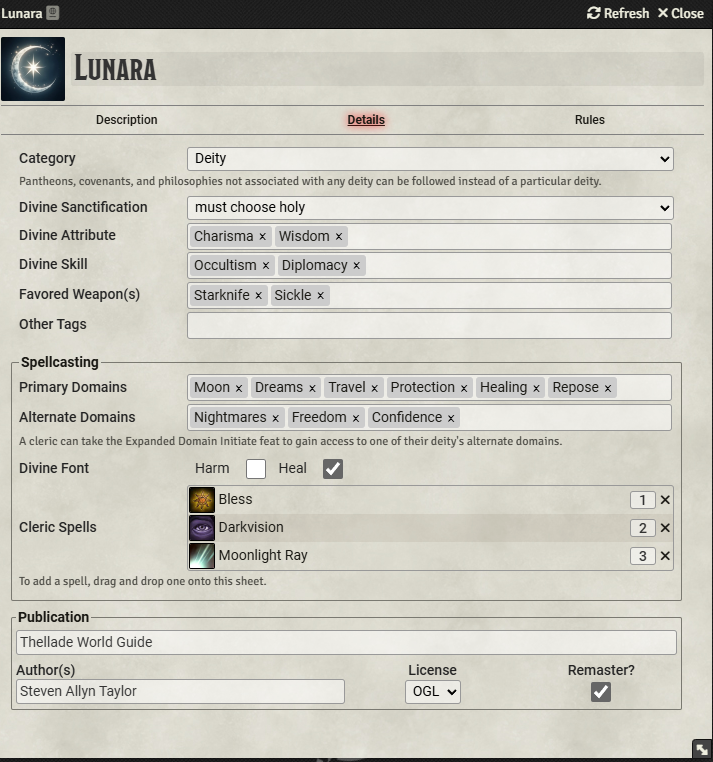 Lunara
Refresh
Close
Lunara
Description
Details
Rules
Category
Deity
Pantheons, covenants, and philosophies not associated with any deity can be followed instead of a particular deity.
Divine Sanctification
must choose holy
Divine Attribute
Charisma × Wisdom ×
Divine Skill
Occultism × Diplomacy ×
Favored Weapon(s)
Starknife × Sickle ×
Other Tags
Spellcasting
Primary Domains
Moon × Dreams × Travel × Protection × Healing × Repose ×
Alternate Domains
Nightmares × Freedom × Confidence ×
A cleric can take the Expanded Domain Initiate feat to gain access to one of their deity's alternate domains.
Divine Font
Harm
Heal
Cleric Spells
Bless 1
Darkvision 2
Moonlight Ray 3
To add a spell, drag and drop one onto this sheet.
Publication
Thellade World Guide
Author(s)
License
Remaster?
Steven Allyn Taylor
OGL